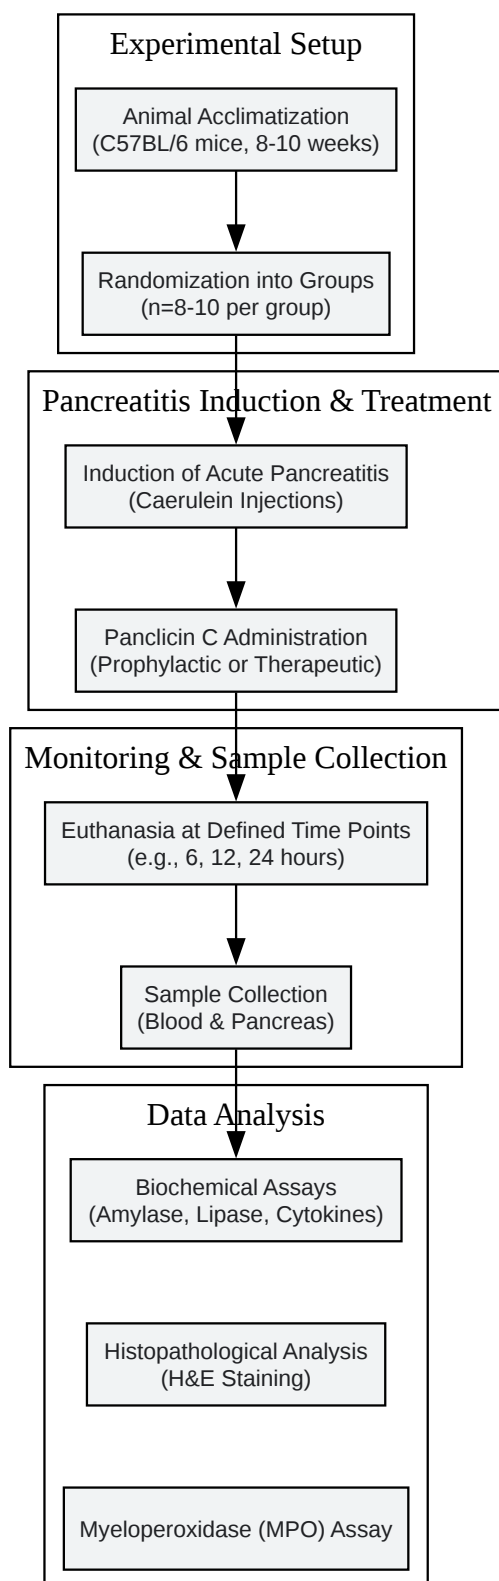 Experimental Setup
Animal Acclimatization
(C57BL/6 mice, 8-10 weeks)
Randomization into Groups
(n=8-10 per group)
Pancreatitis Induction & Treatment
Induction of Acute Pancreatitis
(Caerulein Injections)
Panclicin C Administration
(Prophylactic or Therapeutic)
Monitoring & Sample Collection
Euthanasia at Defined Time Points
(e.g., 6, 12, 24 hours)
Sample Collection
(Blood & Pancreas)
Data Analysis
Biochemical Assays
(Amylase, Lipase, Cytokines)
Histopathological Analysis
(H&E Staining)
Myeloperoxidase (MPO) Assay